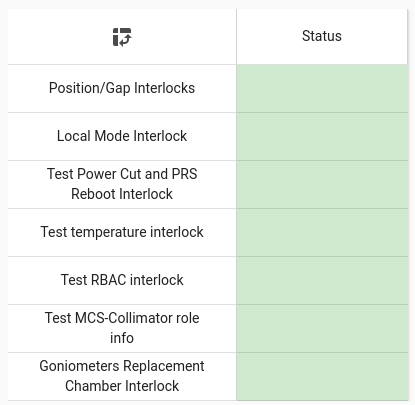 Status
Position/Gap Interlocks
Local Mode Interlock
Test Power Cut and PRS
Reboot Interlock
Test temperature interlock
Test RBAC interlock
Test MCS-Collimator role
info
Goniometers Replacement
Chamber Interlock